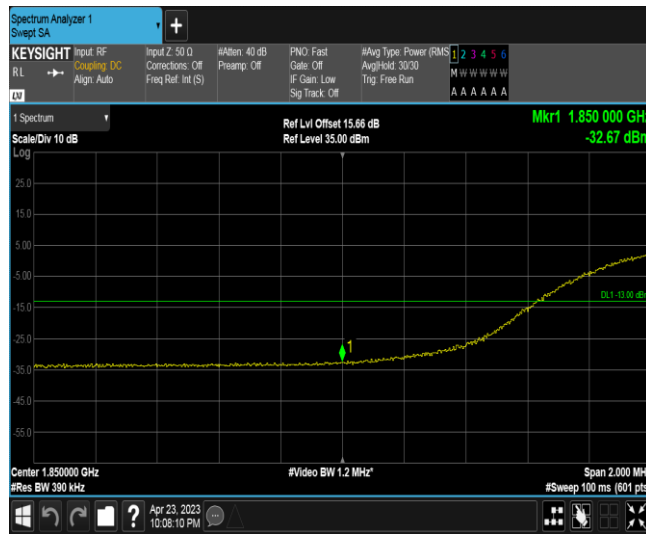 Spectrum Analyzer 1
Swept SA
+
KEYSIGHT
RL
LXI
Input: RF
Coupling: DC
Align: Auto
Input Z: 50 Ω
Corrections: Off
Freq Ref: Int (S)
#Atten: 40 dB
Preamp: Off
PNO: Fast
Gate: Off
IF Gain: Low
Sig Track: Off
#Avg Type: Power (RMS
Avg|Hold: 30/30
Trig: Free Run
1 2 3 4 5 6
M W W W W W
A A A A A A
1 Spectrum
Scale/Div 10 dB
Log
Ref Lvl Offset 15.66 dB
Ref Level 35.00 dBm
Mkr1 1.850 000 GHz
-32.67 dBm
25.0
15.0
5.00
-5.00
-15.0
-25.0
-35.0
-45.0
-55.0
DL1 -13.00 dBm
1
Center 1.850000 GHz
#Res BW 390 kHz
#Video BW 1.2 MHz*
Span 2.000 MH
#Sweep 100 ms (601 pts
?
Apr 23, 2023
10:08:10 PM